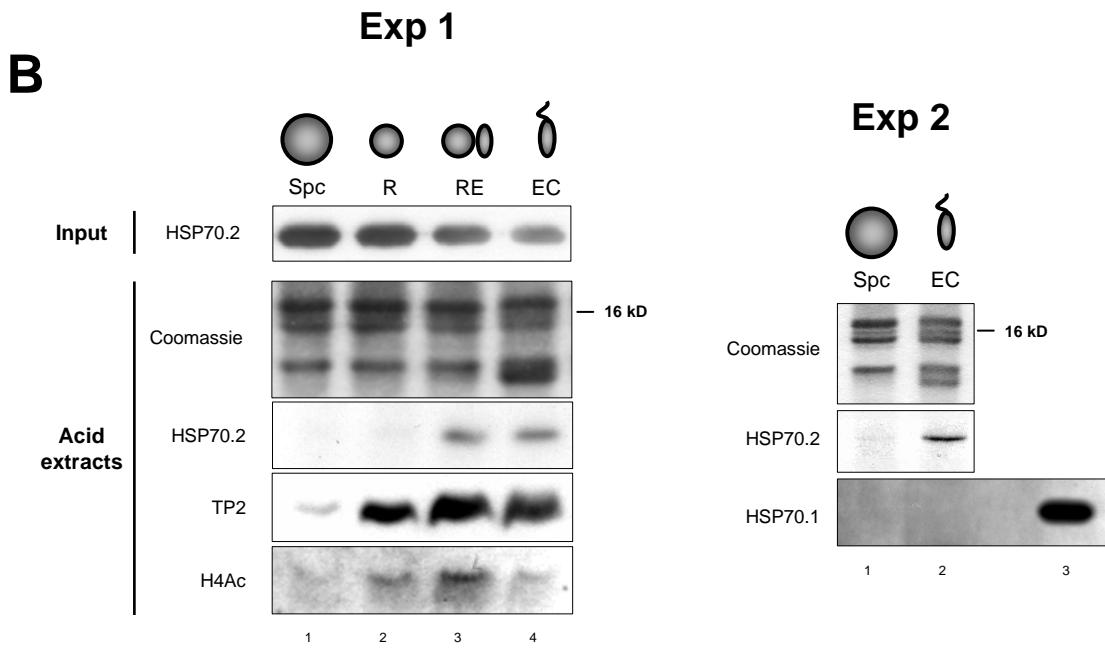 B
Exp 1
Spc R RE EC
Input
HSP70.2
Acid
extracts
Coomassie
16 kD
HSP70.2
TP2
H4Ac
1 2 3 4
Exp 2
Spc EC
Coomassie
16 kD
HSP70.2
HSP70.1
1 2 3